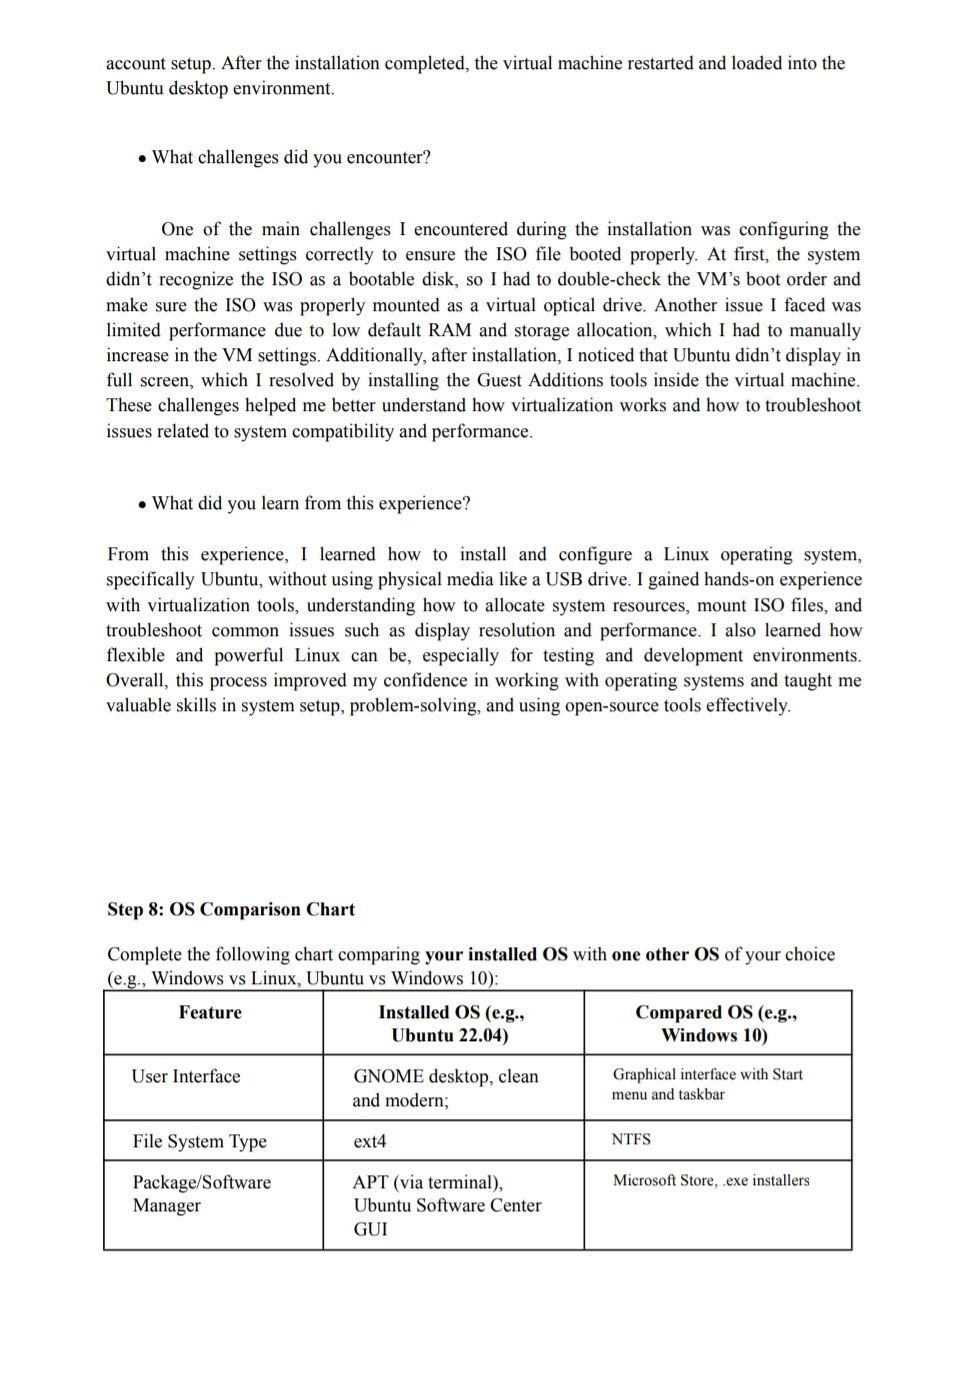 account setup. After the installation completed, the virtual machine restarted and loaded into the
Ubuntu desktop environment.
• What challenges did you encounter?
One of the main challenges I encountered during the installation was configuring the
virtual machine settings correctly to ensure the ISO file booted properly. At first, the system
didn’t recognize the ISO as a bootable disk, so I had to double-check the VM’s boot order and
make sure the ISO was properly mounted as a virtual optical drive. Another issue I faced was
limited performance due to low default RAM and storage allocation, which I had to manually
increase in the VM settings. Additionally, after installation, I noticed that Ubuntu didn’t display in
full screen, which I resolved by installing the Guest Additions tools inside the virtual machine.
These challenges helped me better understand how virtualization works and how to troubleshoot
issues related to system compatibility and performance.
• What did you learn from this experience?
From this experience, I learned how to install and configure a Linux operating system,
specifically Ubuntu, without using physical media like a USB drive. I gained hands-on experience
with virtualization tools, understanding how to allocate system resources, mount ISO files, and
troubleshoot common issues such as display resolution and performance. I also learned how
flexible and powerful Linux can be, especially for testing and development environments.
Overall, this process improved my confidence in working with operating systems and taught me
valuable skills in system setup, problem-solving, and using open-source tools effectively.
Step 8: OS Comparison Chart
Complete the following chart comparing your installed OS with one other OS of your choice
(e.g., Windows vs Linux, Ubuntu vs Windows 10):
Feature
Installed OS (e.g.,
Ubuntu 22.04)
Compared OS (e.g.,
Windows 10)
User Interface
GNOME desktop, clean
and modern;
Graphical interface with Start
menu and taskbar
File System Type
ext4
NTFS
Package/Software
Manager
APT (via terminal),
Ubuntu Software Center
GUI
Microsoft Store, .exe installers